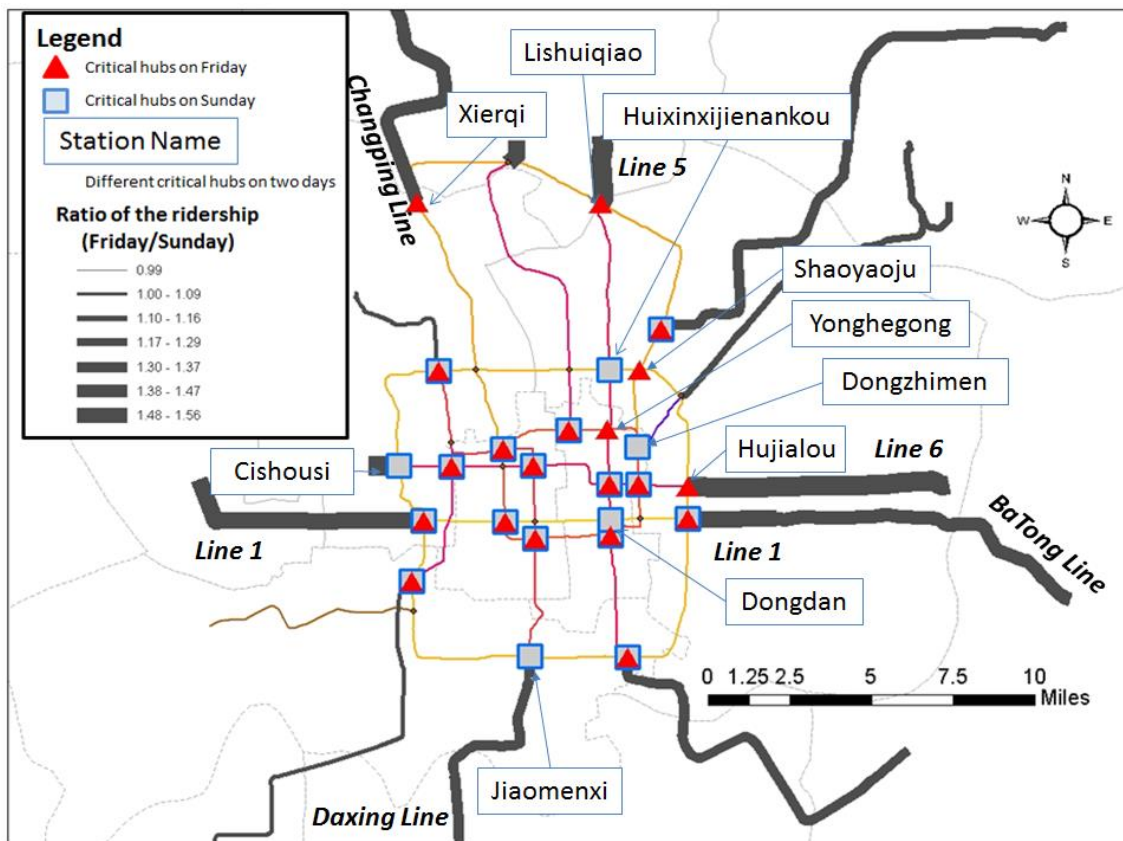 Legend
Critical hubs on Friday
Critical hubs on Sunday
Station Name
Different critical hubs on two days
Ratio of the ridership
(Friday/Sunday)
0.99
1.00 - 1.09
1.10 - 1.16
1.17 - 1.29
1.30 - 1.37
1.38 - 1.47
1.48 - 1.56
Changping Line
Xierqi
Lishuiqiao
Huixinxijienankou
Line 5
N
W
E
S
Shaoyaoju
Yonghegong
Dongzhimen
Hujialou
Line 6
Cishousi
Line 1
Line 1
BaTong Line
Dongdan
0 1.25 2.5 5 7.5 10
Miles
Jiaomenxi
Daxing Line